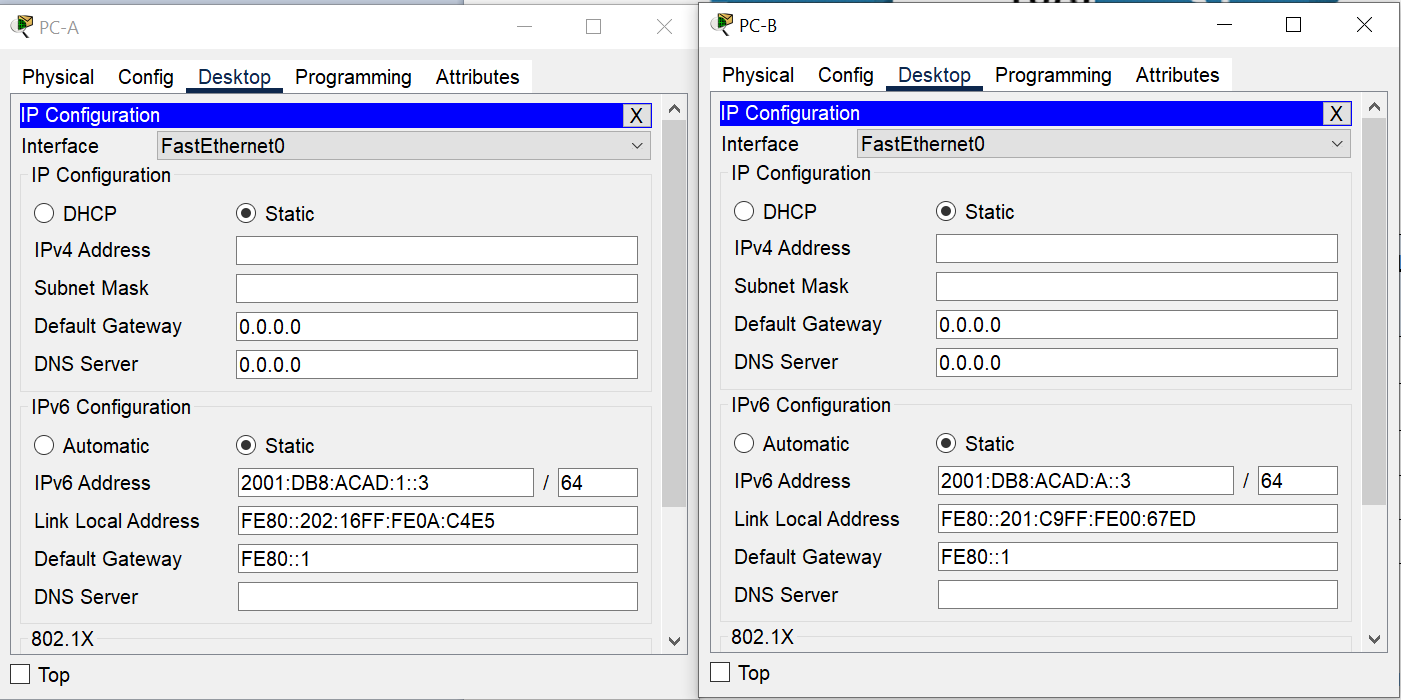 PC-A
Physical Config Desktop Programming Attributes
IP Configuration X
Interface FastEthernet0
IP Configuration
DHCP Static
IPv4 Address
Subnet Mask
Default Gateway 0.0.0.0
DNS Server 0.0.0.0
IPv6 Configuration
Automatic Static
IPv6 Address 2001:DB8:ACAD:1::3 / 64
Link Local Address FE80::202:16FF:FE0A:C4E5
Default Gateway FE80::1
DNS Server
802.1X
Top
PC-B
Physical Config Desktop Programming Attributes
IP Configuration X
Interface FastEthernet0
IP Configuration
DHCP Static
IPv4 Address
Subnet Mask
Default Gateway 0.0.0.0
DNS Server 0.0.0.0
IPv6 Configuration
Automatic Static
IPv6 Address 2001:DB8:ACAD:A::3 / 64
Link Local Address FE80::201:C9FF:FE00:67ED
Default Gateway FE80::1
DNS Server
802.1X
Top